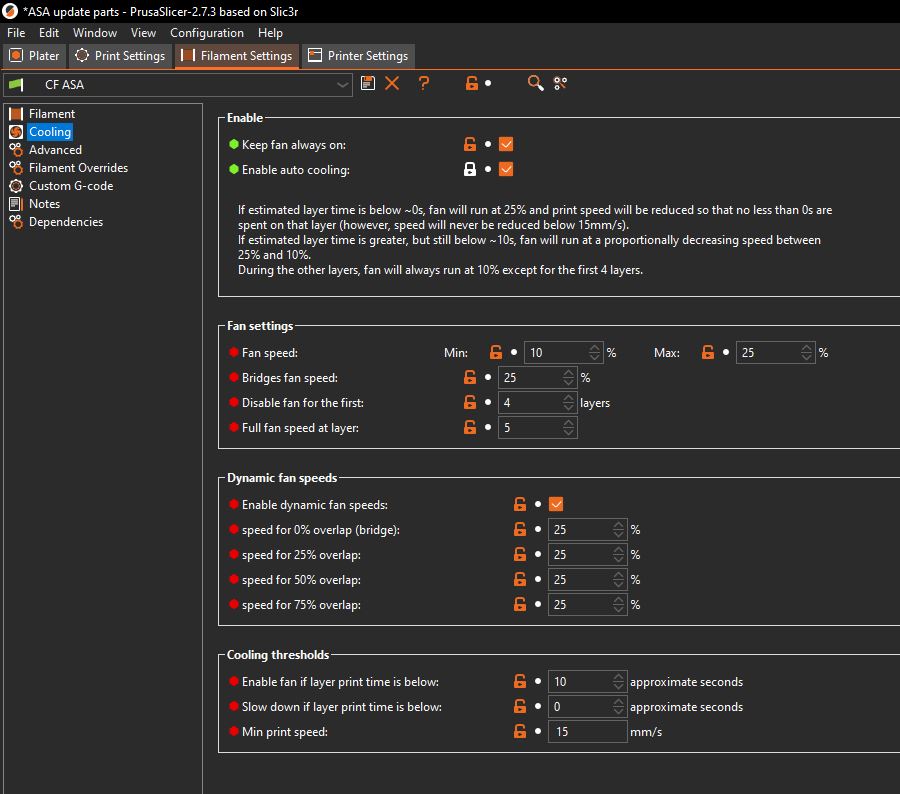 *ASA update parts - PrusaSlicer-2.7.3 based on Slic3r
File Edit Window View Configuration Help
Plater Print Settings Filament Settings Printer Settings
CF ASA ?
Filament
Cooling
Advanced
Filament Overrides
Custom G-code
Notes
Dependencies
Enable
Keep fan always on:
Enable auto cooling:
If estimated layer time is below ~0s, fan will run at 25% and print speed will be reduced so that no less than 0s are
spent on that layer (however, speed will never be reduced below 15mm/s).
If estimated layer time is greater, but still below ~10s, fan will run at a proportionally decreasing speed between
25% and 10%.
During the other layers, fan will always run at 10% except for the first 4 layers.
Fan settings
Fan speed: Min: 10 % Max: 25 %
Bridges fan speed: 25 %
Disable fan for the first: 4 layers
Full fan speed at layer: 5
Dynamic fan speeds
Enable dynamic fan speeds:
speed for 0% overlap (bridge): 25 %
speed for 25% overlap: 25 %
speed for 50% overlap: 25 %
speed for 75% overlap: 25 %
Cooling thresholds
Enable fan if layer print time is below: 10 approximate seconds
Slow down if layer print time is below: 0 approximate seconds
Min print speed: 15 mm/s